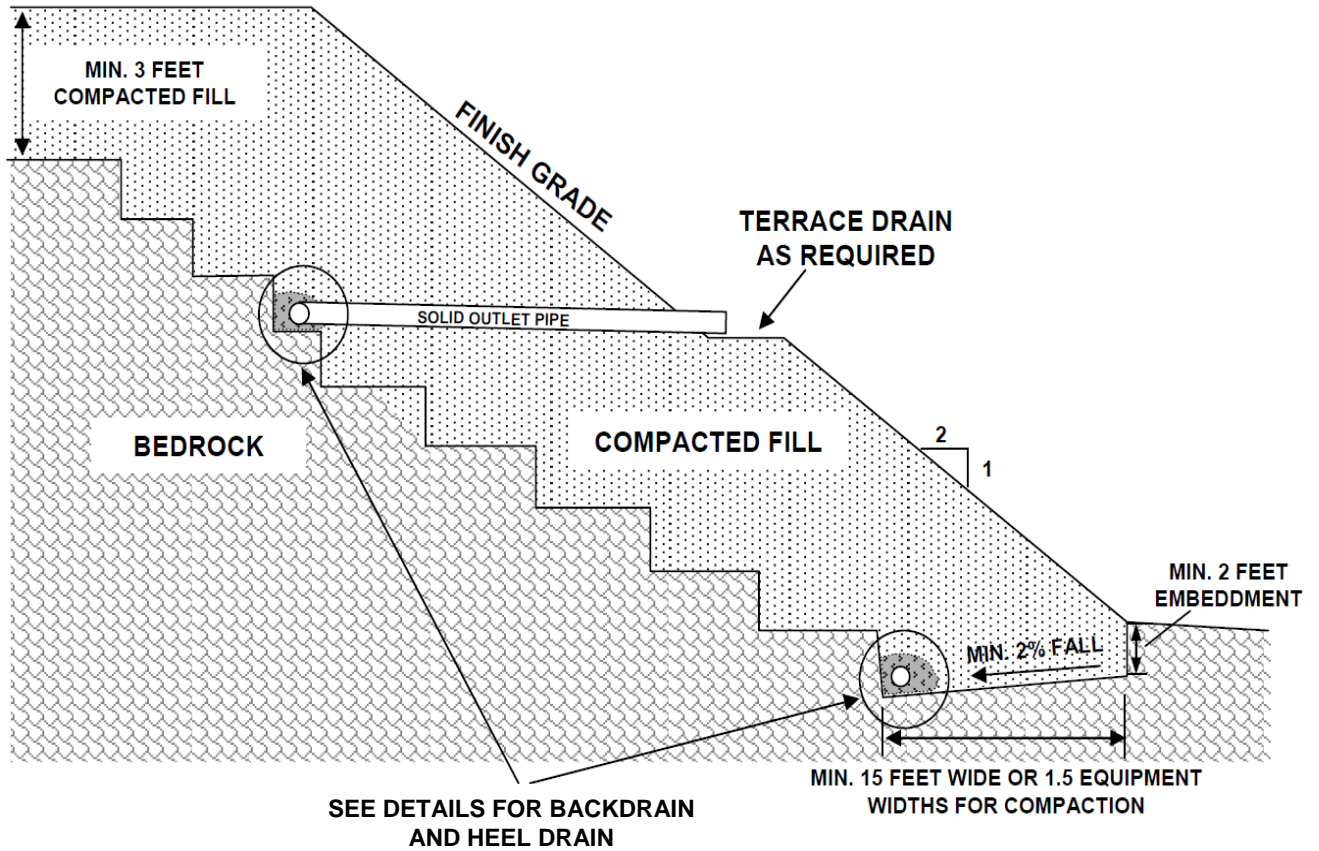 MIN. 3 FEET
COMPACTED FILL
FINISH GRADE
TERRACE DRAIN
AS REQUIRED
SOLID OUTLET PIPE
BEDROCK
COMPACTED FILL
2
1
MIN. 2 FEET
EMBEDDMENT
MIN. 2% FALL
MIN. 15 FEET WIDE OR 1.5 EQUIPMENT
WIDTHS FOR COMPACTION
SEE DETAILS FOR BACKDRAIN
AND HEEL DRAIN